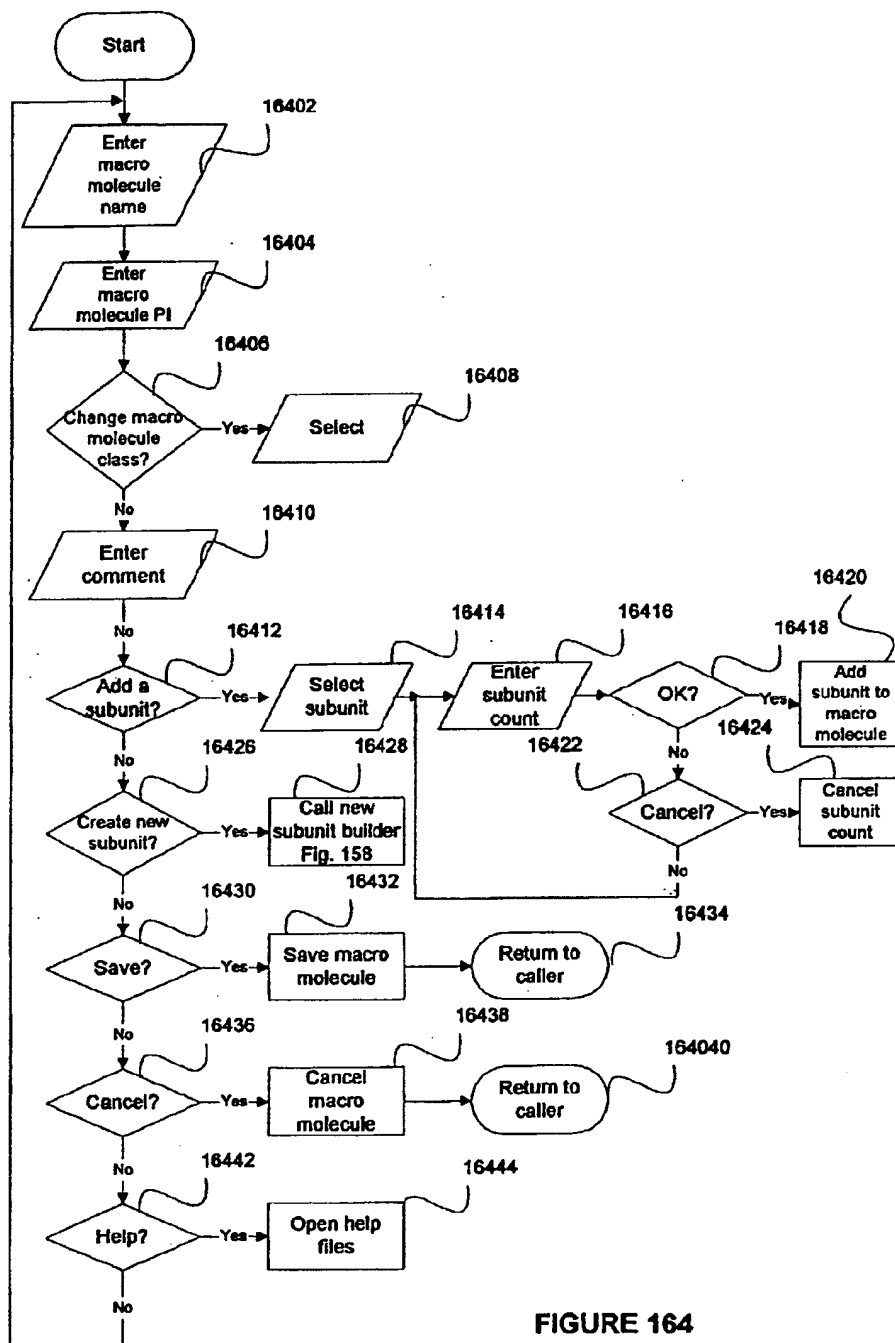 Start
16402
Enter
macro
molecule
name
16404
Enter
macro
molecule PI
16406
Change macro
molecule
class?
Yes
16408
Select
No
16410
Enter
comment
No
16412
Add a
subunit?
Yes
16414
Select
subunit
16416
Enter
subunit
count
16418
OK?
Yes
16420
Add
subunit to
macro
molecule
No
16422
Cancel?
Yes
16424
Cancel
subunit
count
No
No
16426
Create new
subunit?
Yes
16428
Call new
subunit builder
Fig. 158
No
16430
Save?
Yes
16432
Save macro
molecule
16434
Return to
caller
No
16436
Cancel?
Yes
16438
Cancel
macro
molecule
164040
Return to
caller
No
16442
Help?
Yes
16444
Open help
files
No
FIGURE 164